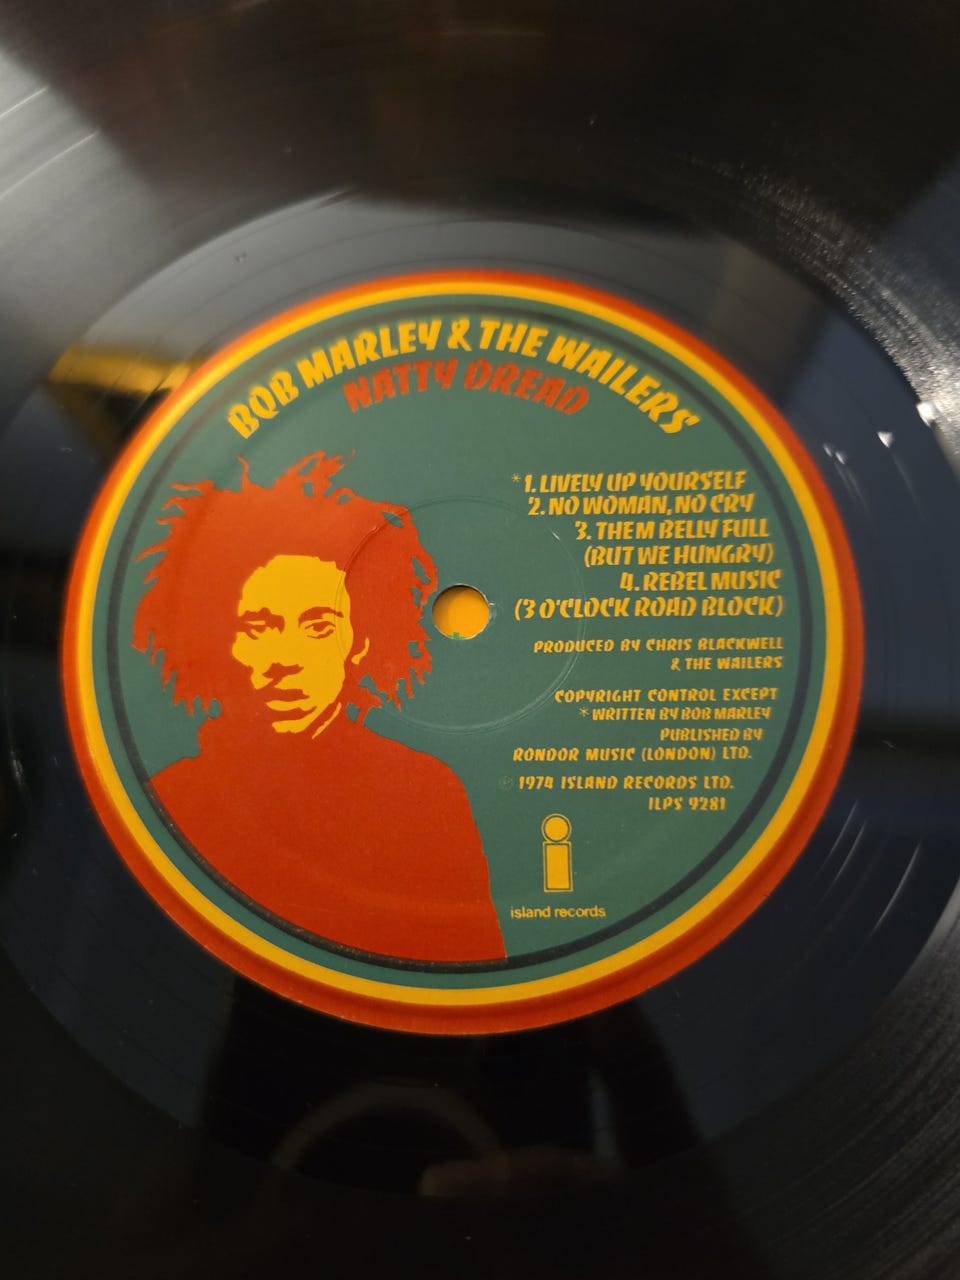 BOB MARLEY & THE WAILERS
NATTY DREAD
*1. LIVELY UP YOURSELF
2. NO WOMAN, NO CRY
3. THEM BELLY FULL
(BUT WE HUNGRY)
4. REBEL MUSIC
(3 O'CLOCK ROAD BLOCK)
PRODUCED BY CHRIS BLACKWELL
& THE WAILERS
COPYRIGHT CONTROL EXCEPT
* WRITTEN BY BOB MARLEY
PUBLISHED BY
RONDOR MUSIC (LONDON) LTD.
℗ 1974 ISLAND RECORDS LTD.
ILPS 9281
island records